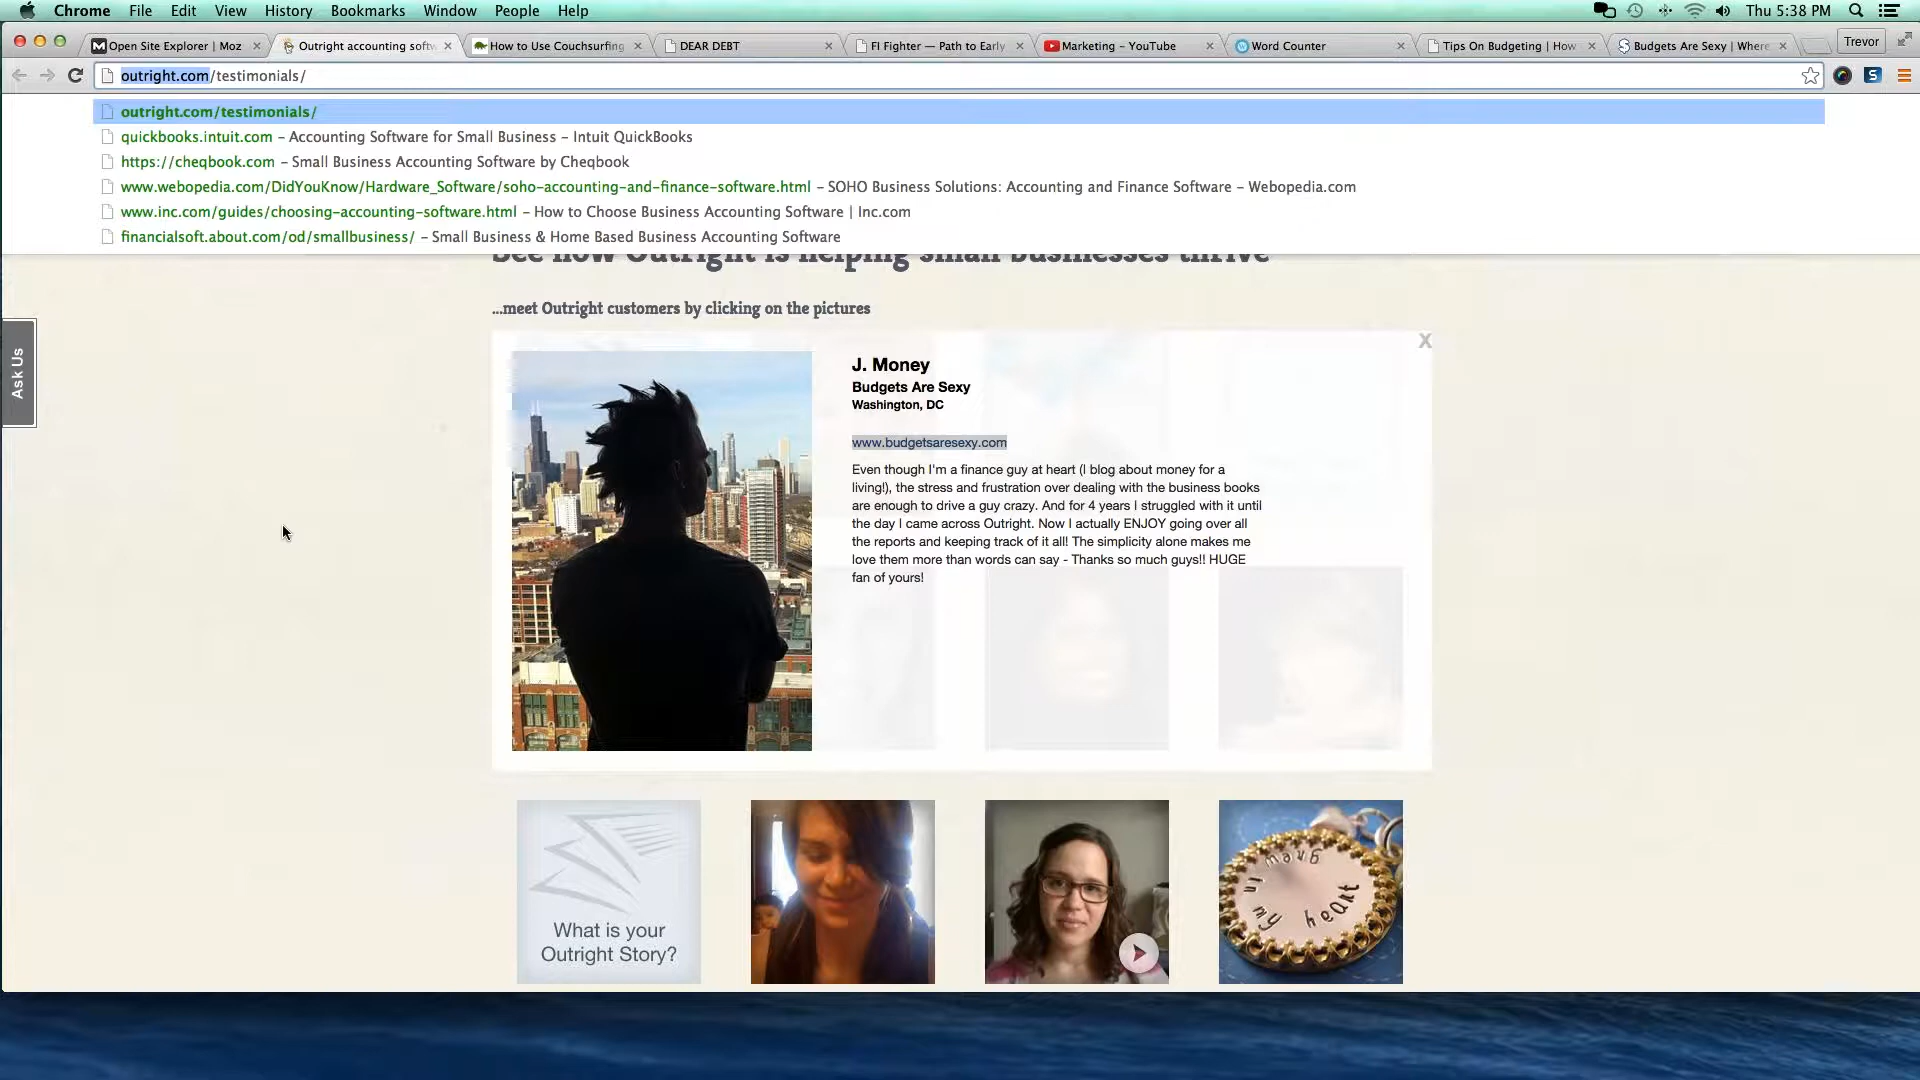 Chrome File Edit View History Bookmarks Window People Help Thu 5:38 PM
Open Site Explorer | Moz Outright accounting softw How to Use Couchsurfing DEAR DEBT FI Fighter — Path to Early Marketing - YouTube Word Counter Tips On Budgeting | How Budgets Are Sexy | Where Trevor
outright.com/testimonials/
outright.com/testimonials/
quickbooks.intuit.com – Accounting Software for Small Business – Intuit QuickBooks
https://cheqbook.com – Small Business Accounting Software by Cheqbook
www.webopedia.com/DidYouKnow/Hardware_Software/soho-accounting-and-finance-software.html – SOHO Business Solutions: Accounting and Finance Software – Webopedia.com
www.inc.com/guides/choosing-accounting-software.html – How to Choose Business Accounting Software | Inc.com
financialsoft.about.com/od/smallbusiness/ – Small Business & Home Based Business Accounting Software
See how Outright is helping small businesses thrive
...meet Outright customers by clicking on the pictures
Ask Us
X
J. Money
Budgets Are Sexy
Washington, DC
www.budgetsaresexy.com
Even though I'm a finance guy at heart (I blog about money for a
living!), the stress and frustration over dealing with the business books
are enough to drive a guy crazy. And for 4 years I struggled with it until
the day I came across Outright. Now I actually ENJOY going over all
the reports and keeping track of it all! The simplicity alone makes me
love them more than words can say - Thanks so much guys!! HUGE
fan of yours!
What is your
Outright Story?
grow
in
my heart